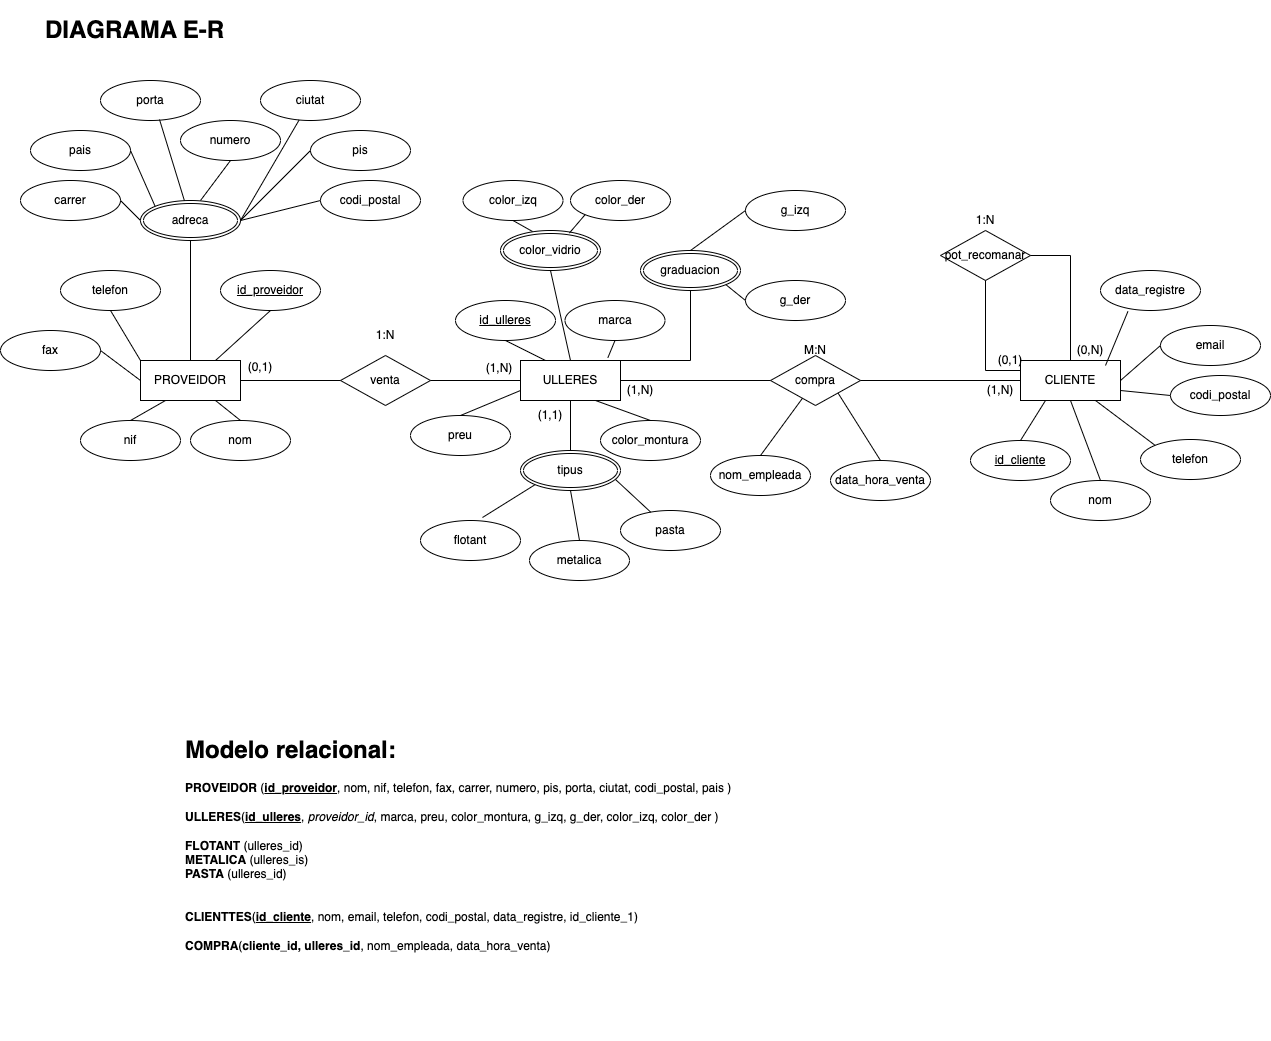 DIAGRAMA E-R
porta
ciutat
numero
pais
pis
carrer
codi_postal
adreca
color_izq
color_der
g_izq
color_vidrio
1:N
pot_recomanar
graduacion
telefon
id_proveidor
data_registre
g_der
id_ulleres
marca
1:N
fax
email
M:N
(0,1)
(0,N)
(0,1)
(1,N)
PROVEIDOR
venta
ULLERES
compra
CLIENTE
(1,N)
(1,N)
codi_postal
(1,1)
preu
color_montura
nif
nom
id_cliente
telefon
tipus
nom_empleada
data_hora_venta
nom
flotant
pasta
metalica
Modelo relacional:
PROVEIDOR (id_proveidor, nom, nif, telefon, fax, carrer, numero, pis, porta, ciutat, codi_postal, pais )
ULLERES(id_ulleres, proveidor_id, marca, preu, color_montura, g_izq, g_der, color_izq, color_der )
FLOTANT (ulleres_id)
METALICA (ulleres_is)
PASTA (ulleres_id)
CLIENTTES(id_cliente, nom, email, telefon, codi_postal, data_registre, id_cliente_1)
COMPRA(cliente_id, ulleres_id, nom_empleada, data_hora_venta)